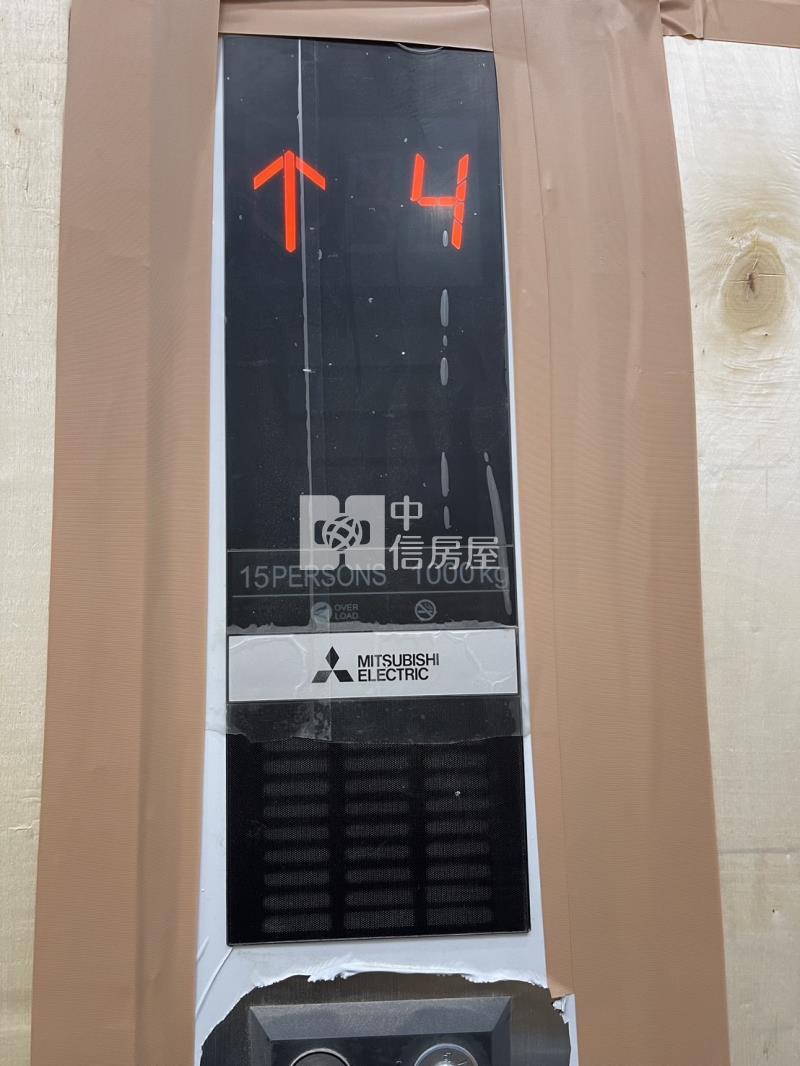 ↑ 4
中
信房屋
15PERSONS 1000kg
OVER
LOAD
MITSUBISHI
ELECTRIC